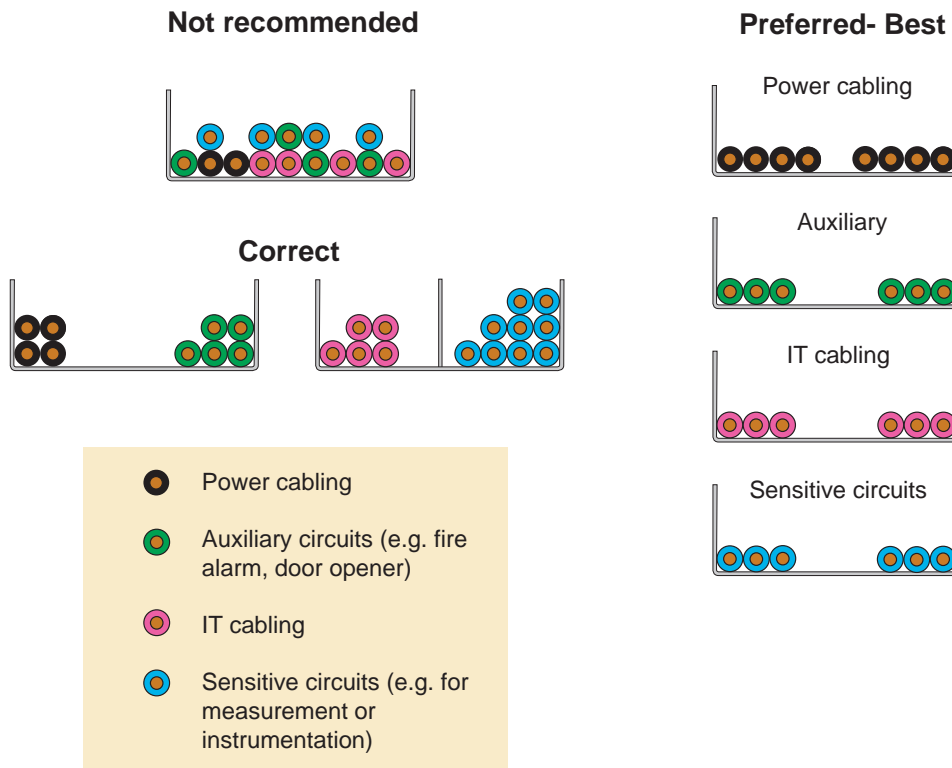 Not recommended
Preferred- Best
Power cabling
Auxiliary
Correct
IT cabling
Sensitive circuits
Power cabling
Auxiliary circuits (e.g. fire
alarm, door opener)
IT cabling
Sensitive circuits (e.g. for
measurement or
instrumentation)